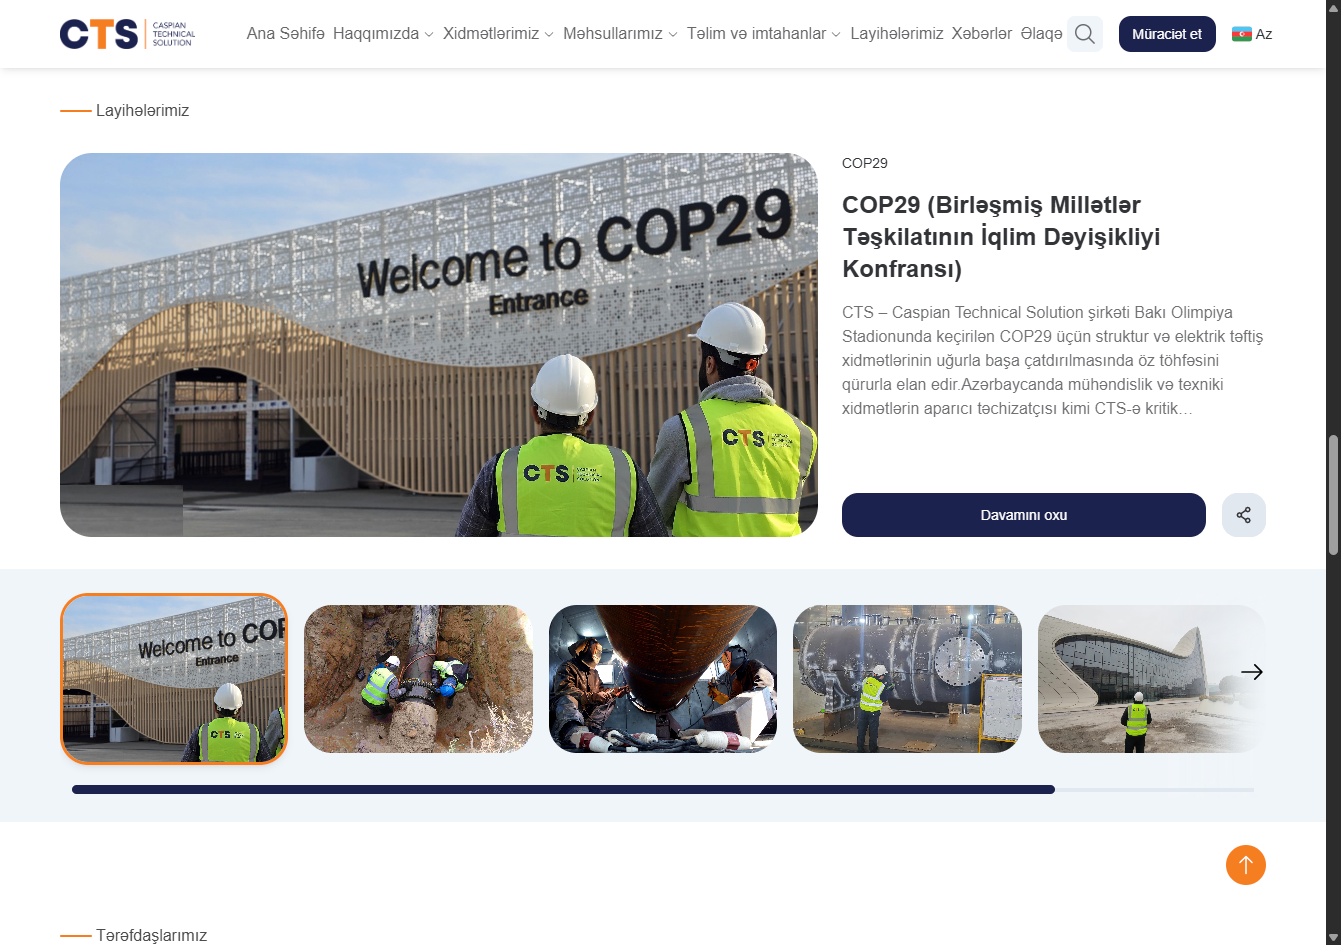 CTS
CASPIAN
TECHNICAL
SOLUTION
Ana Səhifə Haqqımızda Xidmətlərimiz Məhsullarımız Təlim və imtahanlar Layihələrimiz Xəbərlər Əlaqə
Müraciət et
Az
Layihələrimiz
Welcome to COP29
Entrance
CTS
CTS
COP29
COP29 (Birləşmiş Millətlər
Təşkilatının İqlim Dəyişikliyi
Konfransı)
CTS – Caspian Technical Solution şirkəti Bakı Olimpiya
Stadionunda keçirilən COP29 üçün struktur və elektrik təftiş
xidmətlərinin uğurla başa çatdırılmasında öz töhfəsini
qürurla elan edir.Azərbaycanda mühəndislik və texniki
xidmətlərin aparıcı təchizatçısı kimi CTS-ə kritik…
Davamını oxu
Welcome to COP
Entrance
CTS
Tərəfdaşlarımız